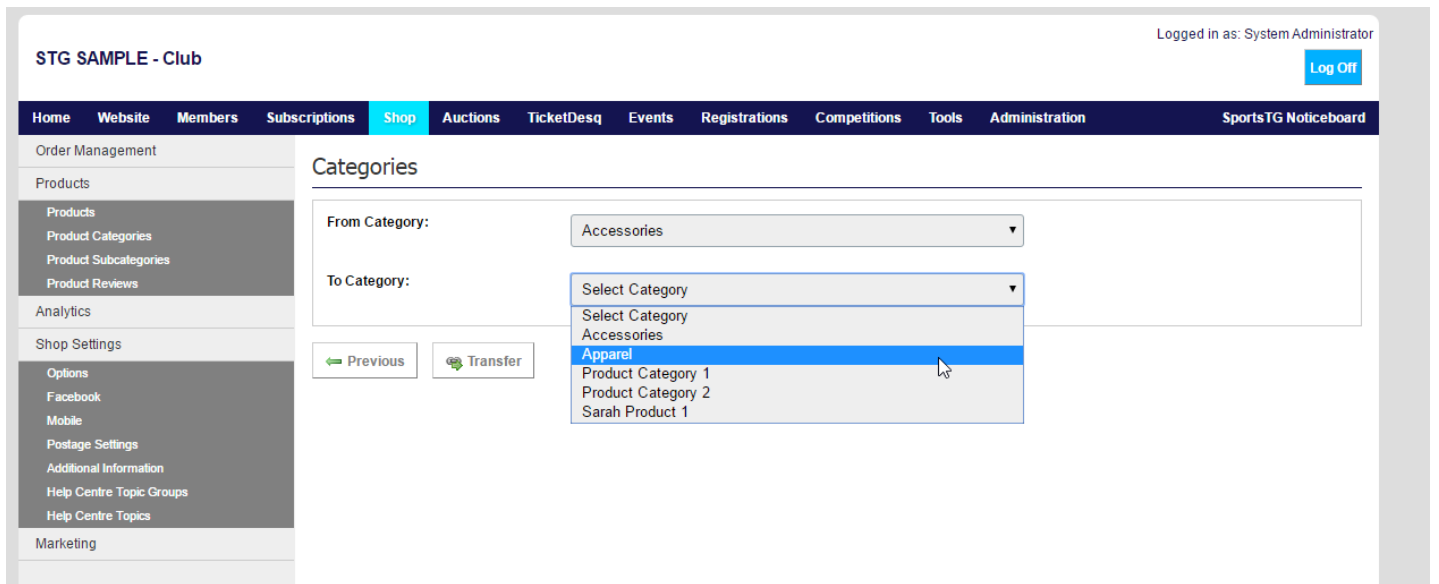 Logged in as: System Administrator
STG SAMPLE - Club
Log Off
Home Website Members Subscriptions Shop Auctions TicketDesq Events Registrations Competitions Tools Administration SportsTG Noticeboard
Order Management
Products
Products
Product Categories
Product Subcategories
Product Reviews
Analytics
Shop Settings
Options
Facebook
Mobile
Postage Settings
Additional Information
Help Centre Topic Groups
Help Centre Topics
Marketing
Categories
From Category: Accessories
To Category: Select Category
Select Category
Accessories
Apparel
Product Category 1
Product Category 2
Sarah Product 1
Previous Transfer